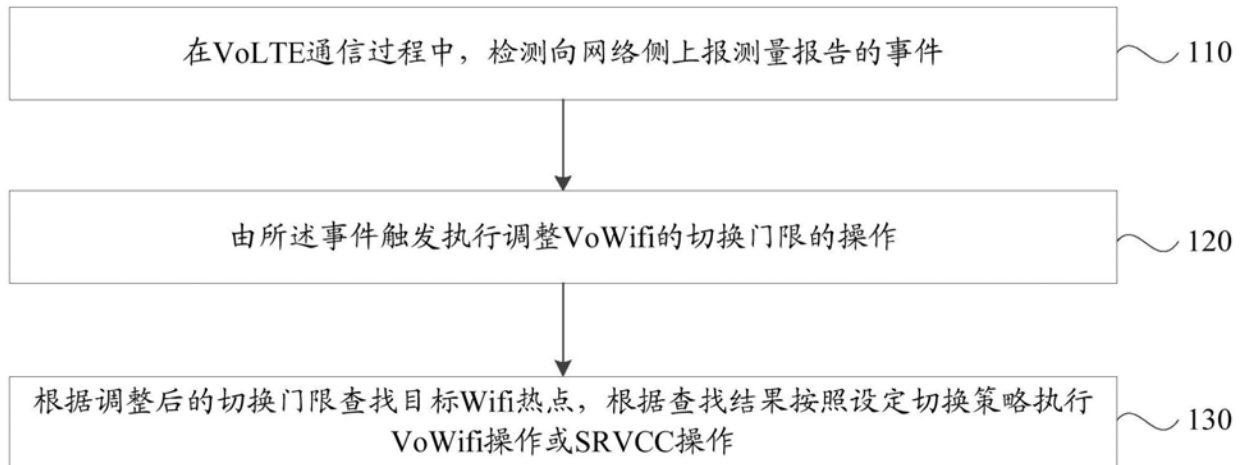 在VoLTE通信过程中，检测向网络侧上报测量报告的事件
110
由所述事件触发执行调整VoWifi的切换门限的操作
120
根据调整后的切换门限查找目标Wifi热点，根据查找结果按照设定切换策略执行
VoWifi操作或SRVCC操作
130